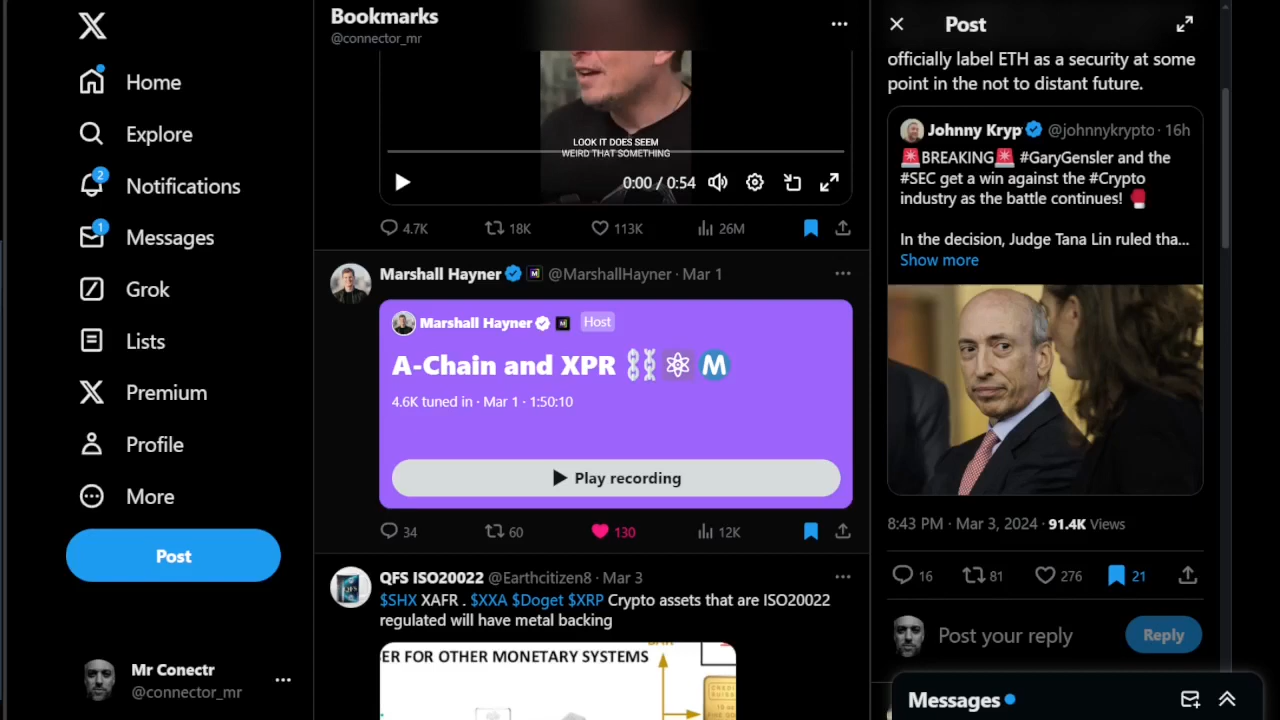 Home
Explore
2
Notifications
1
Messages
Grok
Lists
Premium
Profile
More
Post
Mr Conectr
@connector_mr
Bookmarks
@connector_mr
LOOK IT DOES SEEM
WEIRD THAT SOMETHING
0:00 / 0:54
4.7K 18K 113K 26M
Marshall Hayner M @MarshallHayner · Mar 1
Marshall Hayner M Host
A-Chain and XPR M
4.6K tuned in · Mar 1 · 1:50:10
Play recording
34 60 130 12K
QFS ISO20022 @Earthcitizen8 · Mar 3
$SHX XAFR . $XXA $Doget $XRP Crypto assets that are ISO20022
regulated will have metal backing
ER FOR OTHER MONETARY SYSTEMS
Post
officially label ETH as a security at some
point in the not to distant future.
Johnny Kryp @johnnykrypto · 16h
🚨BREAKING🚨 #GaryGensler and the
#SEC get a win against the #Crypto
industry as the battle continues! 🥊
In the decision, Judge Tana Lin ruled tha...
Show more
8:43 PM · Mar 3, 2024 · 91.4K Views
16 81 276 21
Post your reply
Reply
Messages